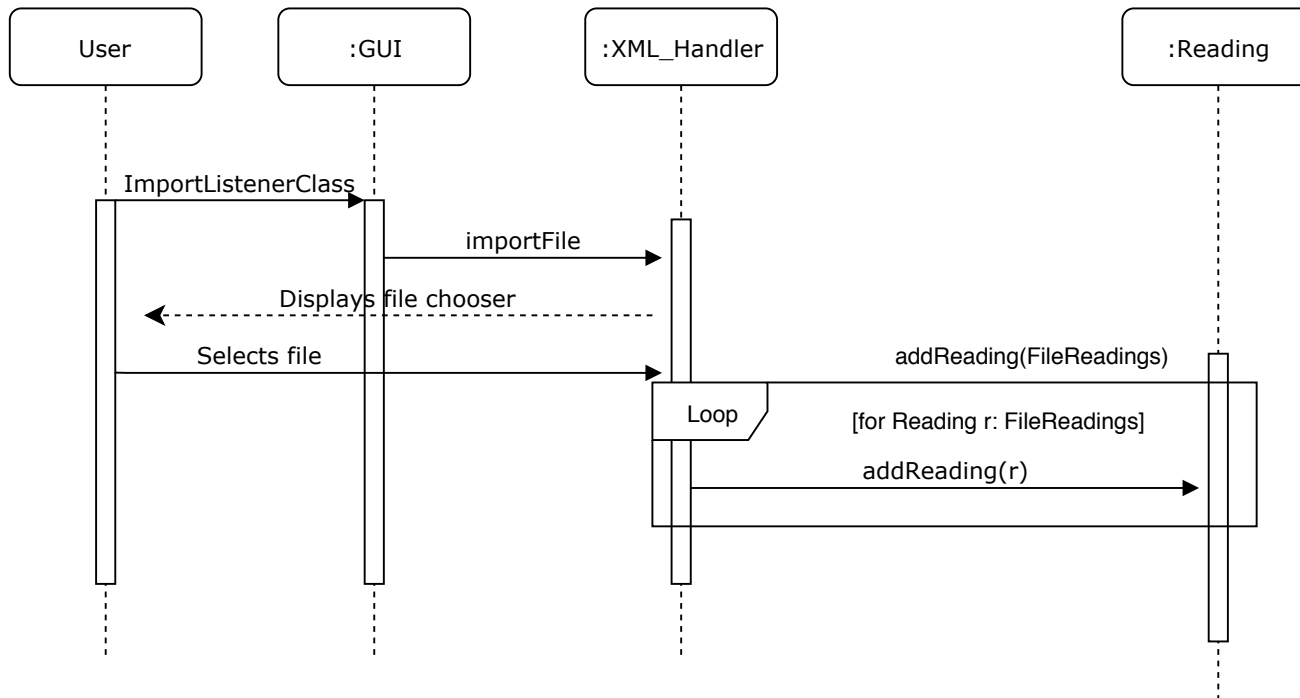 User
:GUI
:XML_Handler
:Reading
ImportListenerClass
importFile
Displays file chooser
Selects file
addReading(FileReadings)
Loop
[for Reading r: FileReadings]
addReading(r)